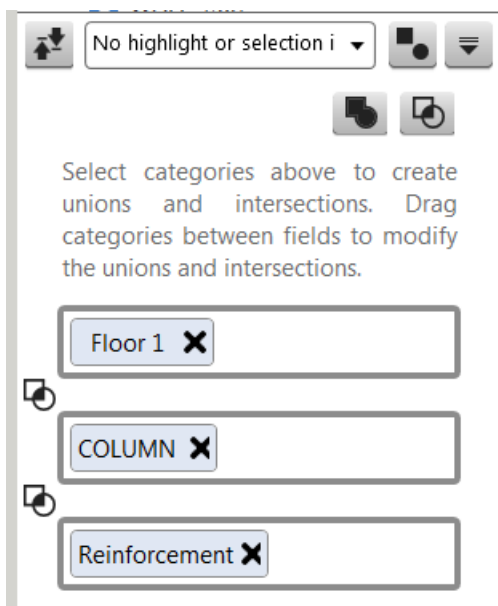 No highlight or selection i
Select categories above to create
unions and intersections. Drag
categories between fields to modify
the unions and intersections.
Floor 1
COLUMN
Reinforcement